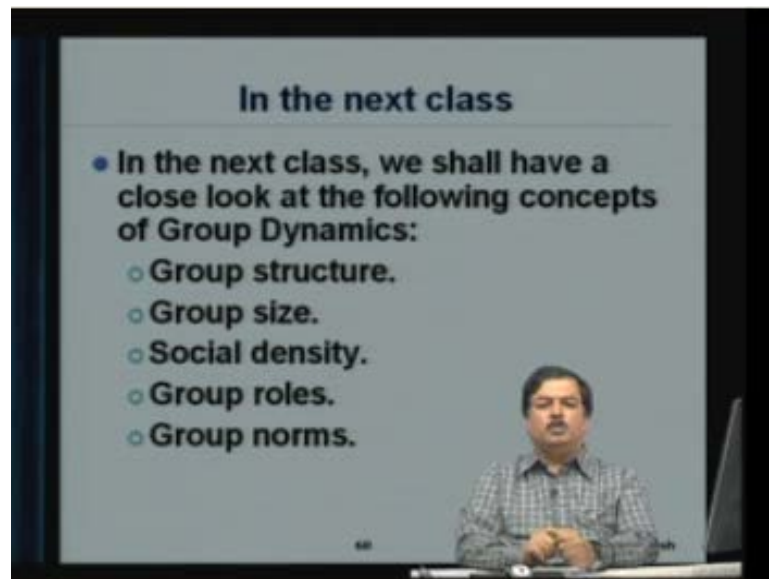 In the next class
In the next class, we shall have a
close look at the following concepts
of Group Dynamics:
Group structure.
Group size.
Social density.
Group roles.
Group norms.